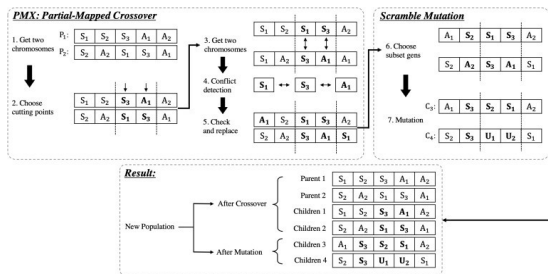 PMX: Partial-Mapped Crossover
1. Get two chromosomes
P₁: S₁ S₂ S₃ A₁ A₂
P₂: S₂ A₂ S₁ S₃ A₁
2. Choose cutting points
S₁ S₂ S₃ A₁ A₂
S₂ A₂ S₁ S₃ A₁
3. Get two chromosomes
S₁ S₂ S₁ S₃ A₂
S₂ A₂ S₃ A₁ A₁
4. Conflict detection
S₁ S₃ A₁
5. Check and replace
A₁ S₂ S₁ S₃ A₂
S₂ A₂ S₃ A₁ S₁
Scramble Mutation
6. Choose subset gens
A₁ S₂ S₁ S₃ A₂
S₂ A₂ S₃ A₁ S₁
7. Mutation
C₃: A₁ S₃ S₂ S₁ A₂
C₄: S₂ S₃ U₁ U₂ S₁
Result:
New Population
After Crossover
After Mutation
Parent 1 S₁ S₂ S₃ A₁ A₂
Parent 2 S₂ A₂ S₁ S₃ A₁
Children 1 S₁ S₂ S₃ A₁ A₂
Children 2 S₂ A₂ S₁ S₃ A₁
Children 3 A₁ S₃ S₂ S₁ A₂
Children 4 S₂ S₃ U₁ U₂ S₁